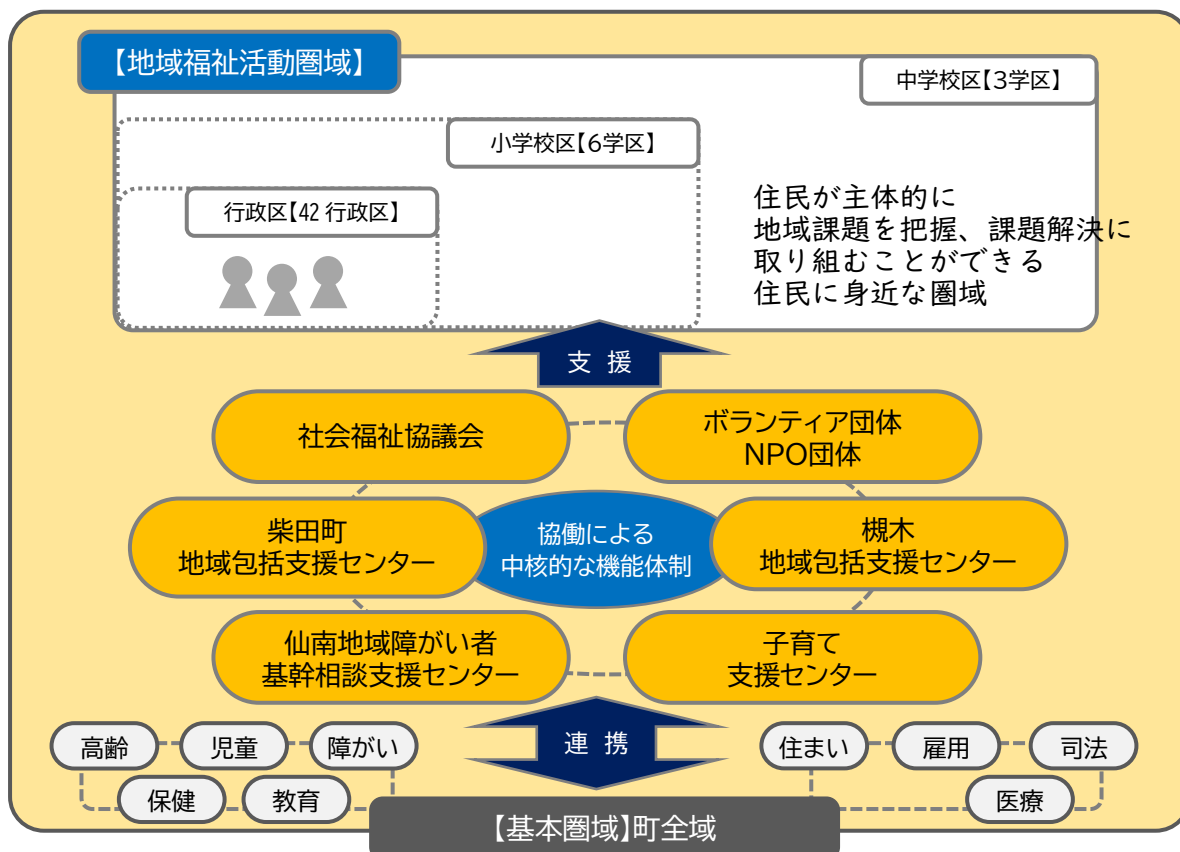 【地域福祉活動圏域】
中学校区【3学区】
小学校区【6学区】
行政区【42 行政区】
住民が主体的に
地域課題を把握、課題解決に
取り組むことができる
住民に身近な圏域
支 援
社会福祉協議会
ボランティア団体
NPO団体
柴田町
地域包括支援センター
協働による
中核的な機能体制
槻木
地域包括支援センター
仙南地域障がい者
基幹相談支援センター
子育て
支援センター
連 携
高齢
児童
障がい
保健
教育
住まい
雇用
司法
医療
【基本圏域】町全域